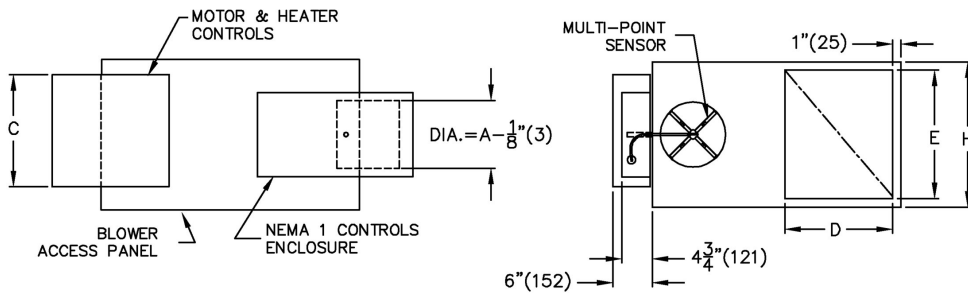 MOTOR & HEATER
CONTROLS
C
DIA.=A-1/8"(3)
BLOWER
ACCESS PANEL
NEMA 1 CONTROLS
ENCLOSURE
MULTI-POINT
SENSOR
1"(25)
E
H
D
4 3/4"(121)
6"(152)